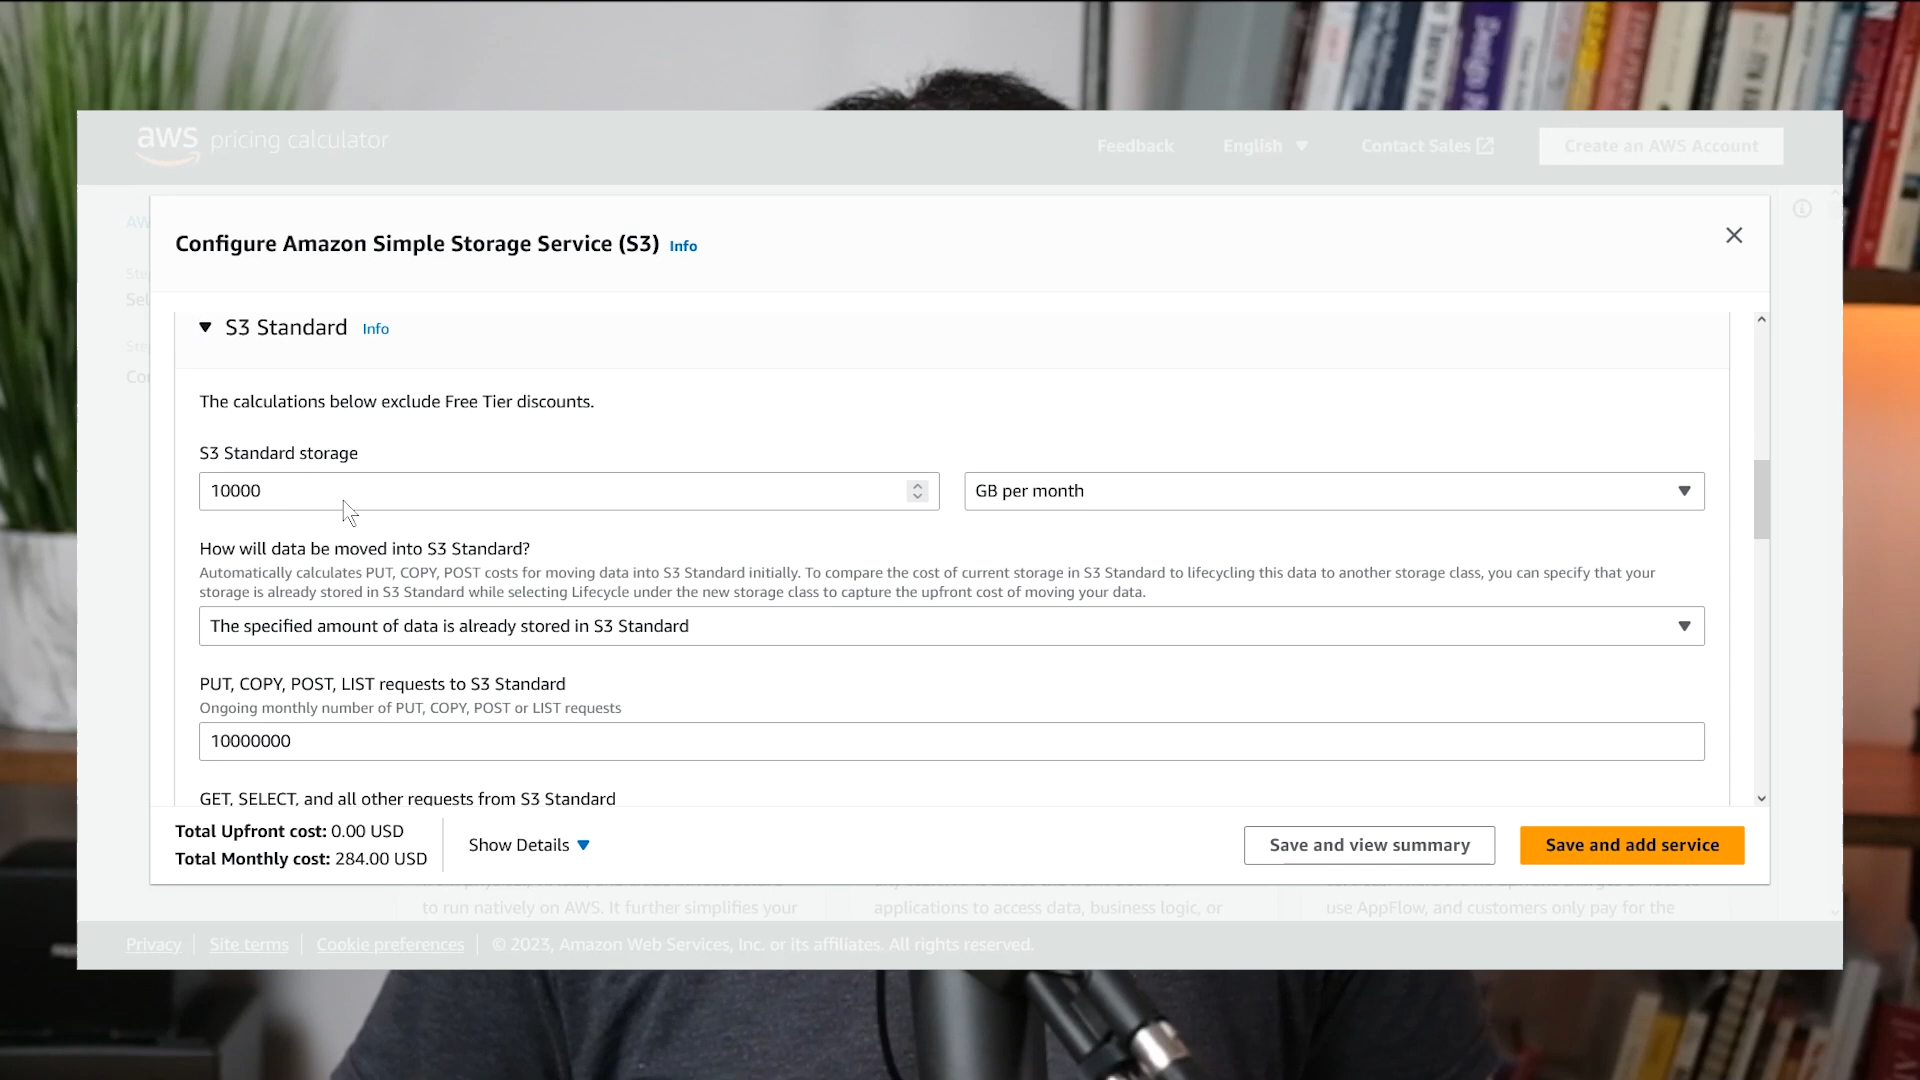 aws pricing calculator
Feedback
English
Contact Sales
Create an AWS Account
AW
Configure Amazon Simple Storage Service (S3) Info
Ste
Sel
S3 Standard Info
Ste
Co
The calculations below exclude Free Tier discounts.
S3 Standard storage
10000
GB per month
How will data be moved into S3 Standard?
Automatically calculates PUT, COPY, POST costs for moving data into S3 Standard initially. To compare the cost of current storage in S3 Standard to lifecycling this data to another storage class, you can specify that your
storage is already stored in S3 Standard while selecting Lifecycle under the new storage class to capture the upfront cost of moving your data.
The specified amount of data is already stored in S3 Standard
PUT, COPY, POST, LIST requests to S3 Standard
Ongoing monthly number of PUT, COPY, POST or LIST requests
10000000
GET, SELECT, and all other requests from S3 Standard
Total Upfront cost: 0.00 USD
Total Monthly cost: 284.00 USD
Show Details
Save and view summary
Save and add service
to run natively on AWS. It further simplifies your
applications to access data, business logic, or
use AppFlow, and customers only pay for the
Privacy
Site terms
Cookie preferences
© 2023, Amazon Web Services, Inc. or its affiliates. All rights reserved.